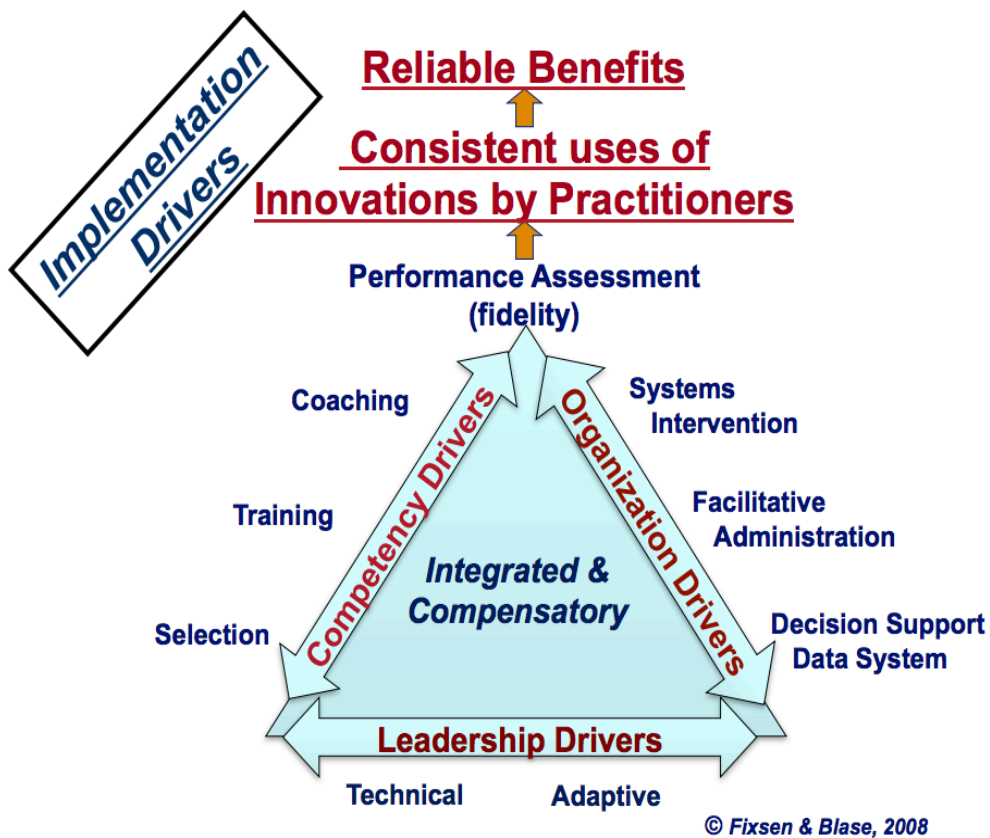 Implementation
Drivers
Reliable Benefits
Consistent uses of
Innovations by Practitioners
Performance Assessment
(fidelity)
Coaching
Training
Selection
Competency Drivers
Systems
Intervention
Facilitative
Administration
Decision Support
Data System
Organization Drivers
Integrated &
Compensatory
Leadership Drivers
Technical
Adaptive
© Fixsen & Blase, 2008